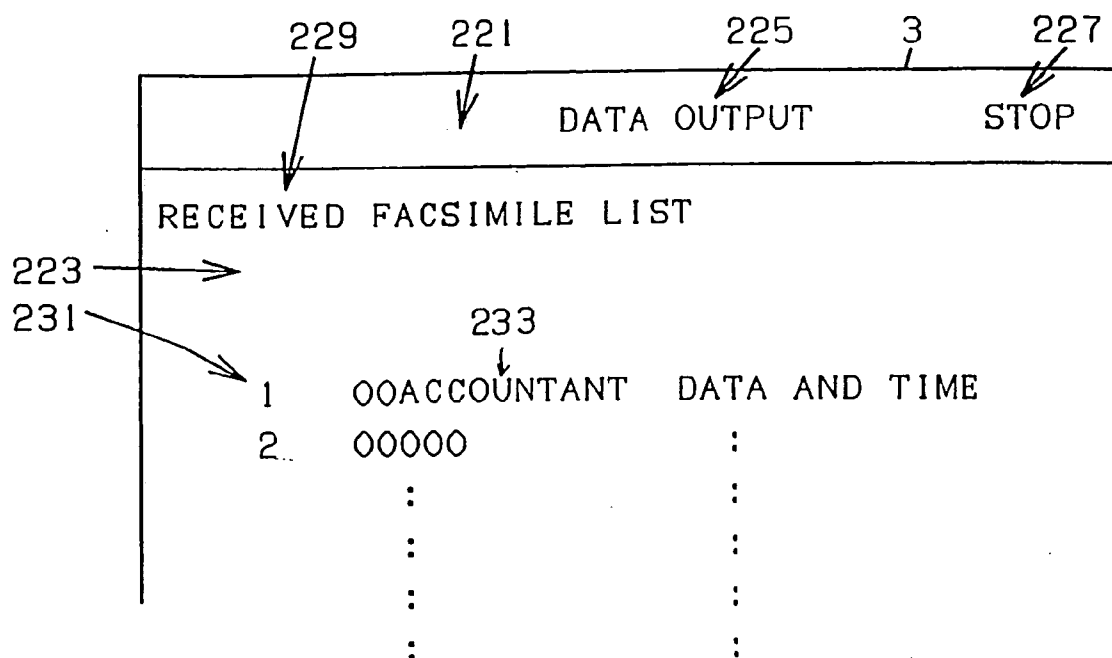 229 221 225 3 227
DATA OUTPUT STOP
RECEIVED FACSIMILE LIST
223
231
233
1 OOACCOUNTANT DATA AND TIME
2 OOOOO :
: :
: :
: :
: :